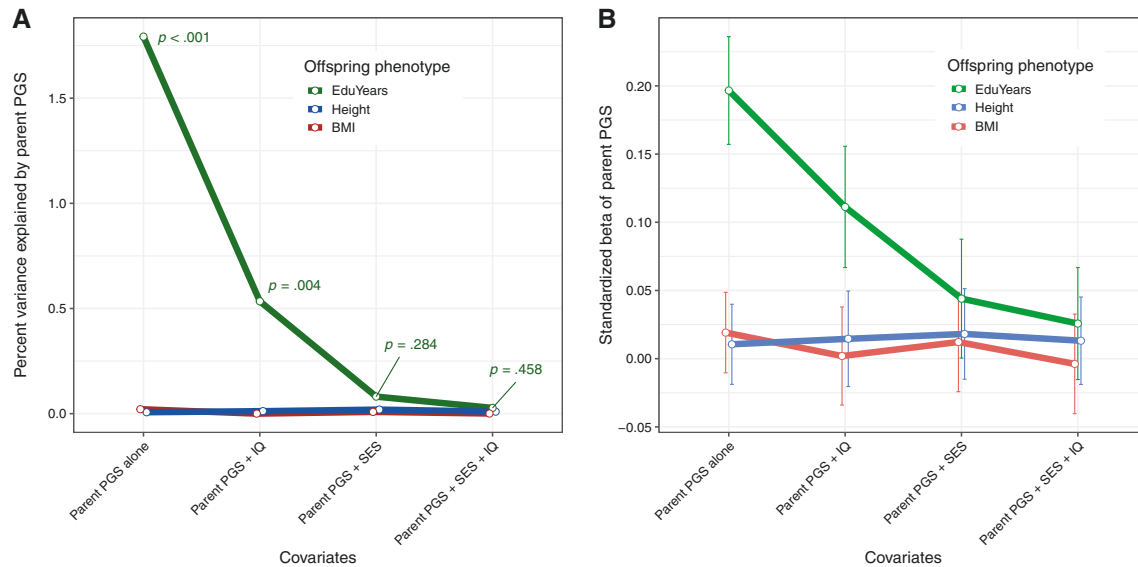 A
Percent variance explained by parent PGS
1.5
1.0
0.5
0.0
p < .001
p = .004
p = .284
p = .458
Offspring phenotype
EduYears
Height
BMI
Parent PGS alone
Parent PGS + IQ
Parent PGS + SES
Parent PGS + SES + IQ
Covariates
B
Standardized beta of parent PGS
0.20
0.15
0.10
0.05
0.00
−0.05
Offspring phenotype
EduYears
Height
BMI
Parent PGS alone
Parent PGS + IQ
Parent PGS + SES
Parent PGS + SES + IQ
Covariates